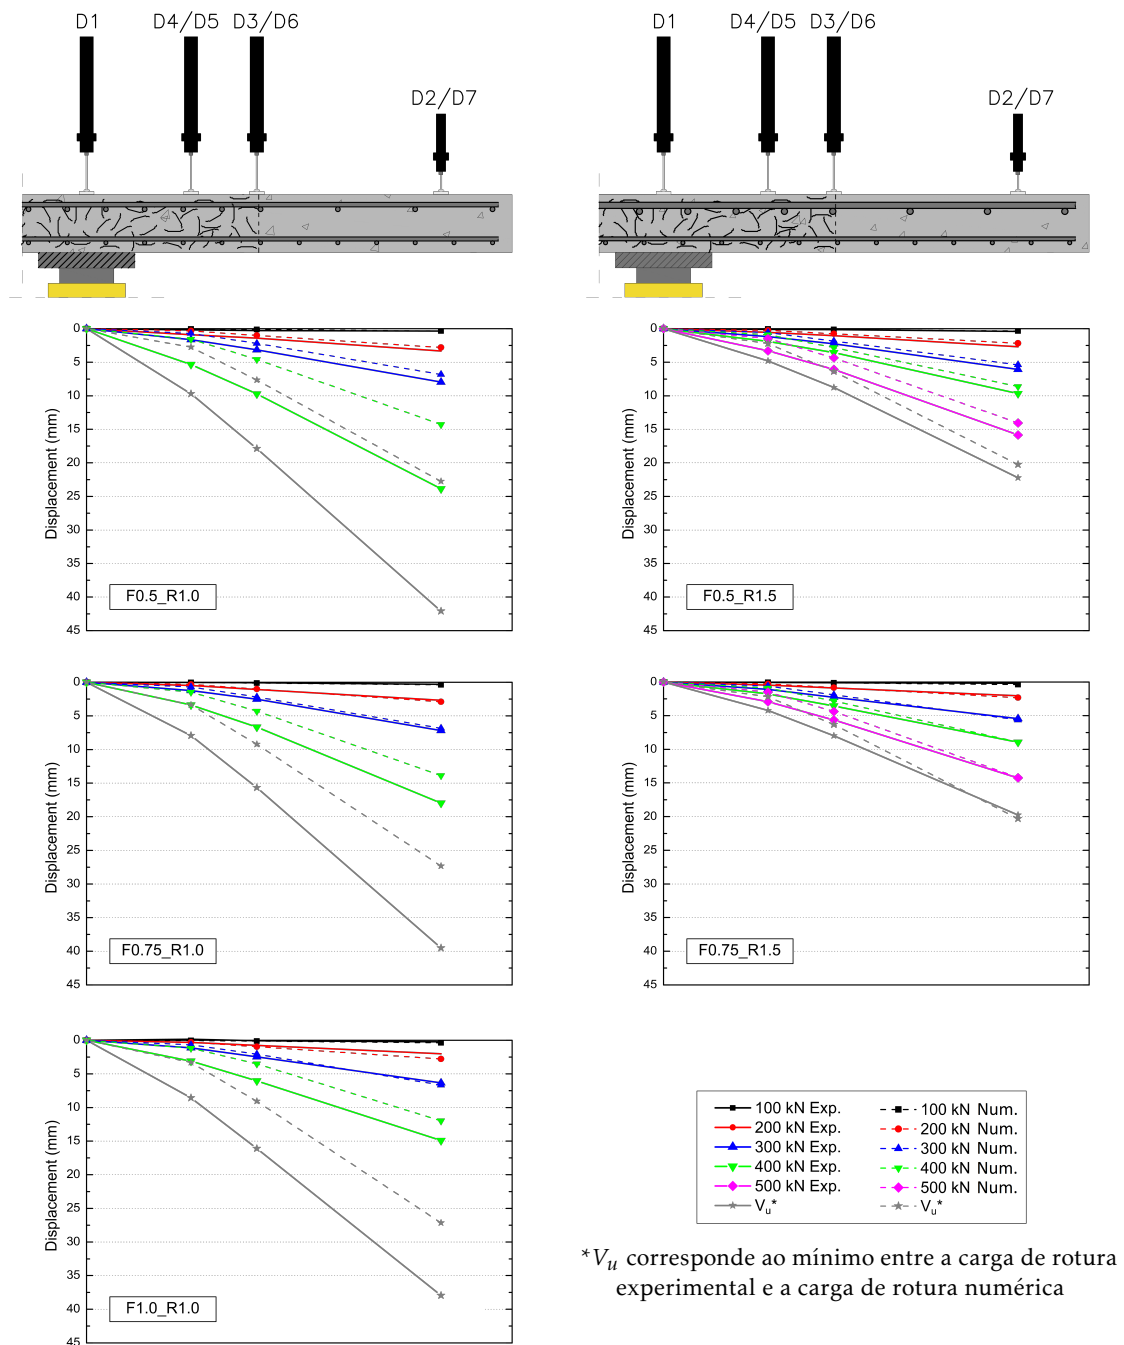 D1 D4/D5 D3/D6
D2/D7
D1 D4/D5 D3/D6
D2/D7
0
5
10
15
20
25
30
35
40
45
Displacement (mm)
F0.5_R1.0
0
5
10
15
20
25
30
35
40
45
Displacement (mm)
F0.5_R1.5
0
5
10
15
20
25
30
35
40
45
Displacement (mm)
F0.75_R1.0
0
5
10
15
20
25
30
35
40
45
Displacement (mm)
F0.75_R1.5
0
5
10
15
20
25
30
35
40
45
Displacement (mm)
F1.0_R1.0
100 kN Exp. 100 kN Num.
200 kN Exp. 200 kN Num.
300 kN Exp. 300 kN Num.
400 kN Exp. 400 kN Num.
500 kN Exp. 500 kN Num.
Vu* Vu*
*Vu corresponde ao mínimo entre a carga de rotura
experimental e a carga de rotura numérica